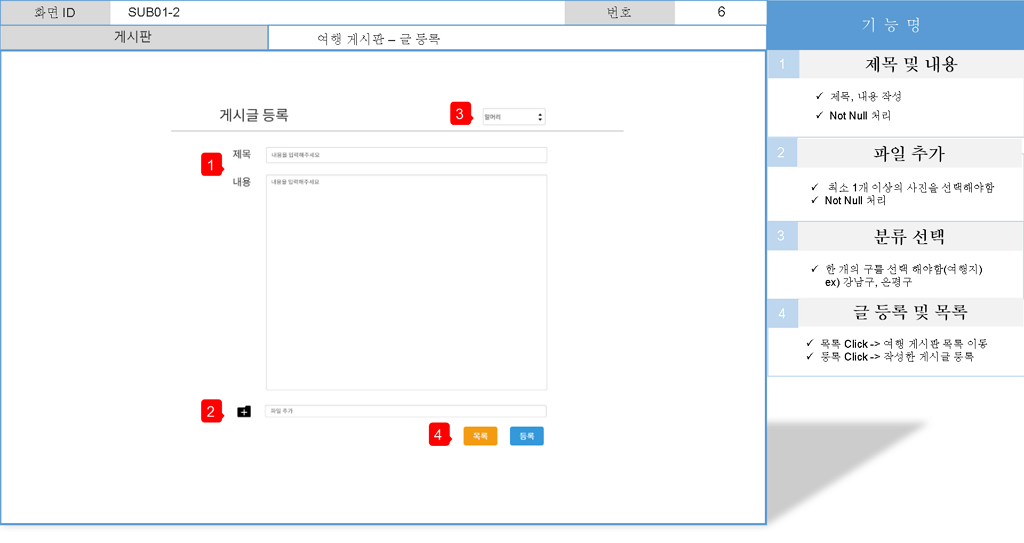 화면 ID
SUB01-2
번호
6
게시판
여행 게시판 – 글 등록
게시글 등록
3
말머리
1
제목
내용을 입력해주세요
내용
내용을 입력해주세요
2
파일 추가
4
목록
등록
기 능 명
1
제목 및 내용
✓ 제목, 내용 작성
✓ Not Null 처리
2
파일 추가
✓ 최소 1개 이상의 사진을 선택해야함
✓ Not Null 처리
3
분류 선택
✓ 한 개의 구를 선택 해야함(여행지)
ex) 강남구, 은평구
4
글 등록 및 목록
✓ 목록 Click -> 여행 게시판 목록 이동
✓ 등록 Click -> 작성한 게시글 등록